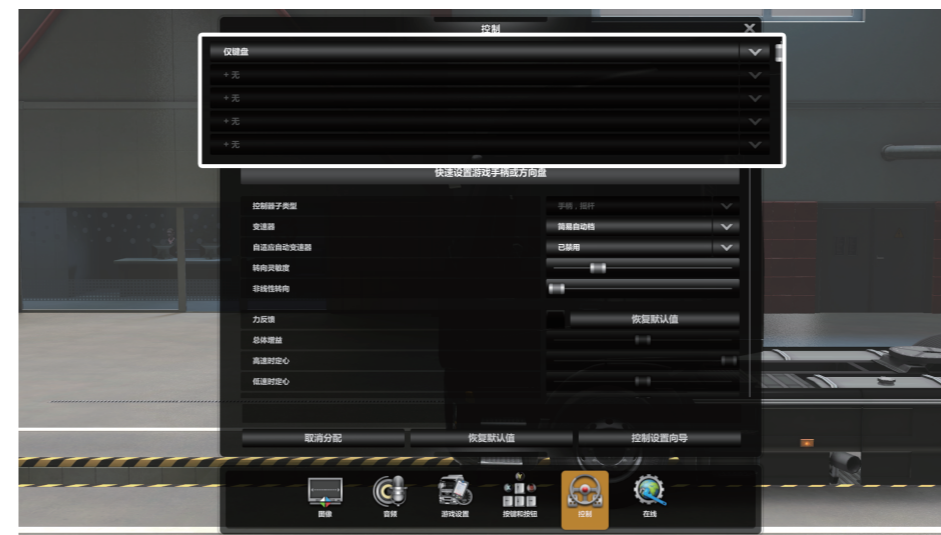 控制
仅键盘
+ 无
+ 无
+ 无
+ 无
快速设置游戏手柄或方向盘
控制器子类型 手柄，摇杆
变速器 简易自动档
自适应自动变速器 已禁用
转向灵敏度
非线性转向
力反馈 恢复默认值
总体增益
高速时定心
低速时定心
取消分配 恢复默认值 控制设置向导
图像 音频 游戏设置 按键和按钮 控制 在线